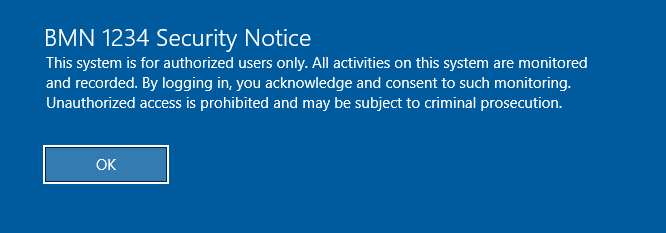 BMN 1234 Security Notice
This system is for authorized users only. All activities on this system are monitored
and recorded. By logging in, you acknowledge and consent to such monitoring.
Unauthorized access is prohibited and may be subject to criminal prosecution.
OK